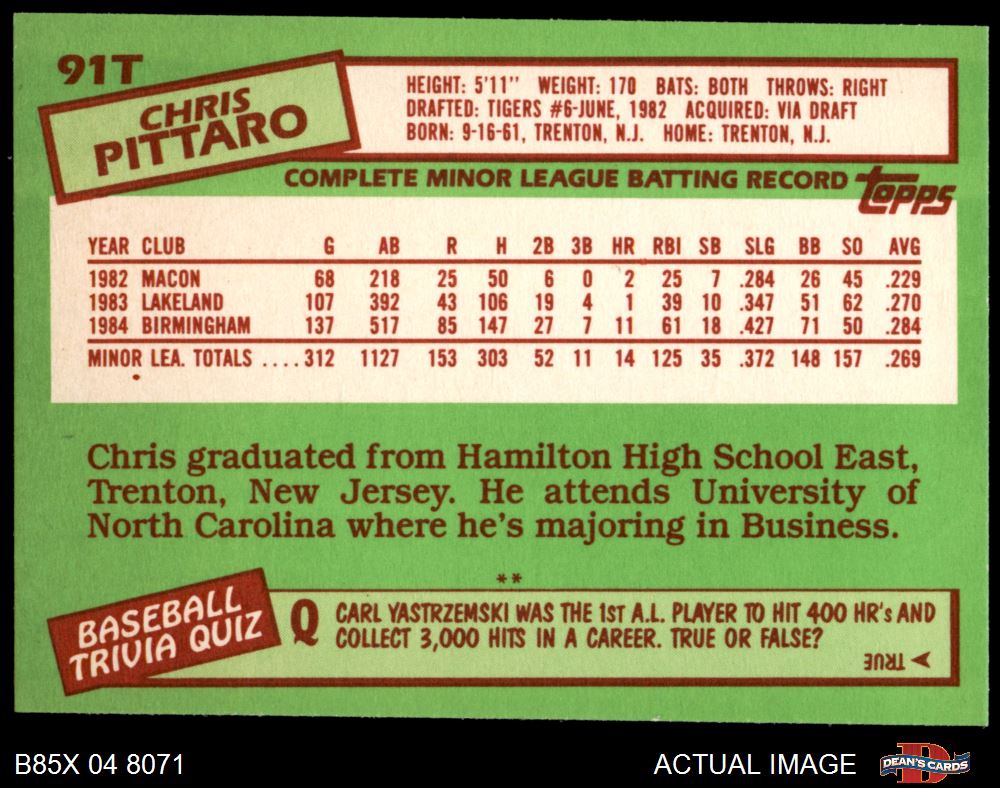 91T
CHRIS
PITTARO
HEIGHT: 5'11" WEIGHT: 170 BATS: BOTH THROWS: RIGHT
DRAFTED: TIGERS #6-JUNE, 1982 ACQUIRED: VIA DRAFT
BORN: 9-16-61, TRENTON, N.J. HOME: TRENTON, N.J.
COMPLETE MINOR LEAGUE BATTING RECORD topps
YEAR CLUB G AB R H 2B 3B HR RBI SB SLG BB SO AVG
1982 MACON 68 218 25 50 6 0 2 25 7 .284 26 45 .229
1983 LAKELAND 107 392 43 106 19 4 1 39 10 .347 51 62 .270
1984 BIRMINGHAM 137 517 85 147 27 7 11 61 18 .427 71 50 .284
MINOR LEA. TOTALS ....312 1127 153 303 52 11 14 125 35 .372 148 157 .269
Chris graduated from Hamilton High School East,
Trenton, New Jersey. He attends University of
North Carolina where he's majoring in Business.
**
BASEBALL
TRIVIA QUIZ
Q CARL YASTRZEMSKI WAS THE 1ST A.L. PLAYER TO HIT 400 HR's AND
COLLECT 3,000 HITS IN A CAREER. TRUE OR FALSE?
TRUE
B85X 04 8071
ACTUAL IMAGE
D
DEAN'S CARDS